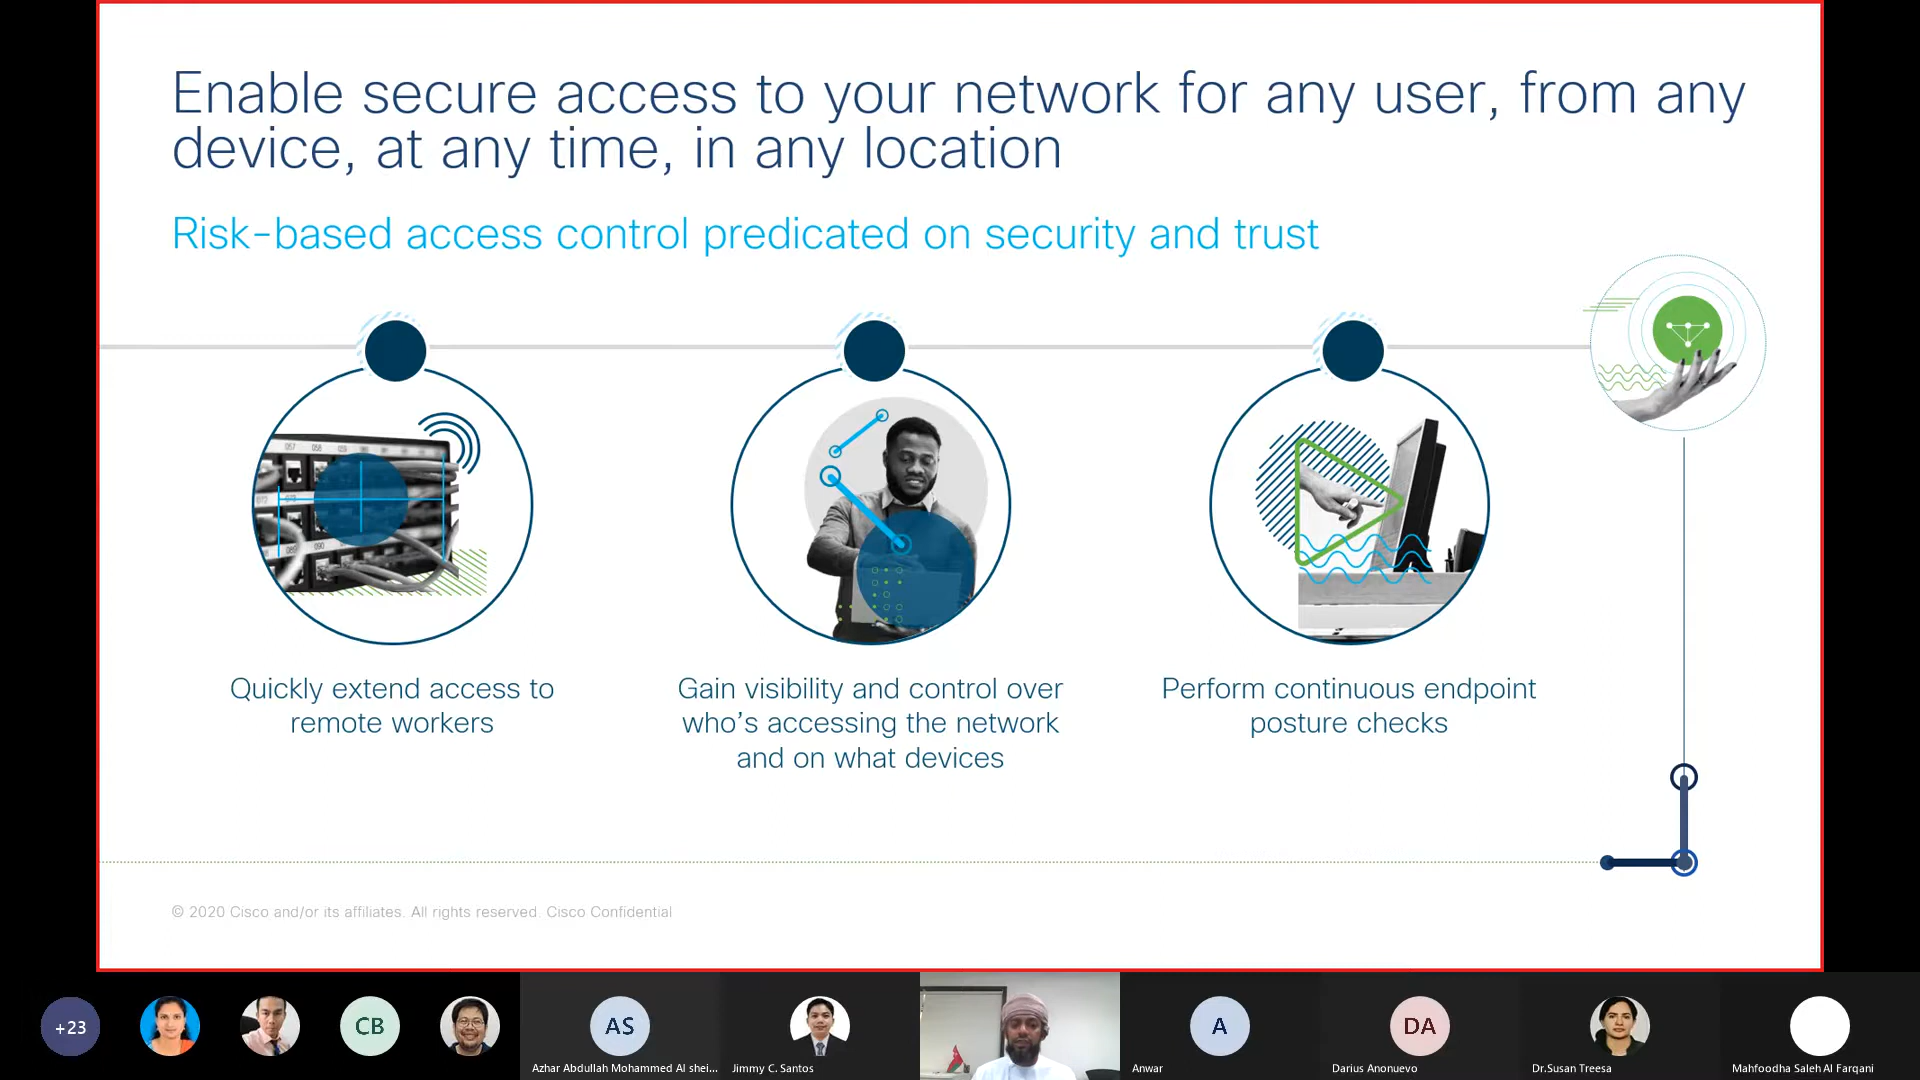 Enable secure access to your network for any user, from any
device, at any time, in any location
Risk-based access control predicated on security and trust
Quickly extend access to
remote workers
Gain visibility and control over
who's accessing the network
and on what devices
Perform continuous endpoint
posture checks
© 2020 Cisco and/or its affiliates. All rights reserved. Cisco Confidential
+23
CB
AS
A
DA
Azhar Abdullah Mohammed Al shei...
Jimmy C. Santos
Anwar
Darius Anonuevo
Dr.Susan Treesa
Mahfoodha Saleh Al Farqani